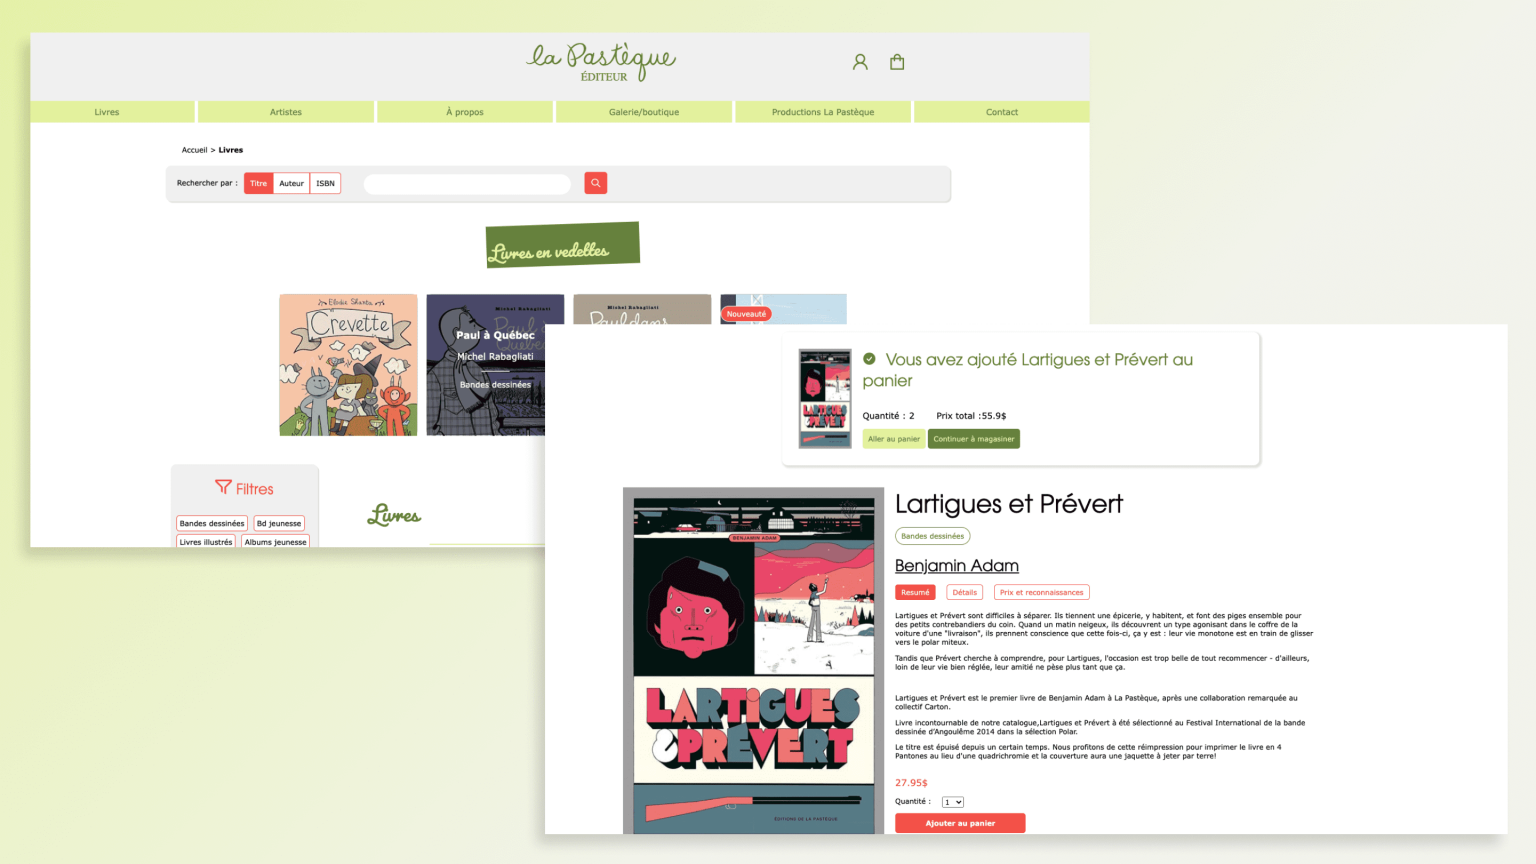 la Pastèque
ÉDITEUR
Livres
Artistes
À propos
Galerie/boutique
Productions La Pastèque
Contact
Accueil > Livres
Rechercher par :
Titre
Auteur
ISBN
Livres en vedettes
Elodie Shanta
Crevette
Michel Rabagliati
Paul à Québec
Michel Rabagliati
Bandes dessinées
Michel Rabagliati
Paul dans
Nouveauté
Filtres
Bandes dessinées
Bd jeunesse
Livres illustrés
Albums jeunesse
Livres
Vous avez ajouté Lartigues et Prévert au
panier
Quantité : 2
Prix total :55.9$
Aller au panier
Continuer à magasiner
LARTIGUES
& PRÉVERT
BENJAMIN ADAM
LARTIGUES
& PRÉVERT
ÉDITIONS DE LA PASTÈQUE
Lartigues et Prévert
Bandes dessinées
Benjamin Adam
Resumé
Détails
Prix et reconnaissances
Lartigues et Prévert sont difficiles à séparer. Ils tiennent une épicerie, y habitent, et font des piges ensemble pour
des petits contrebandiers du coin. Quand un matin neigeux, ils découvrent un type agonisant dans le coffre de la
voiture d'une "livraison", ils prennent conscience que cette fois-ci, ça y est : leur vie monotone est en train de glisser
vers le polar miteux.
Tandis que Prévert cherche à comprendre, pour Lartigues, l'occasion est trop belle de tout recommencer - d'ailleurs,
loin de leur vie bien réglée, leur amitié ne pèse plus tant que ça.
Lartigues et Prévert est le premier livre de Benjamin Adam à La Pastèque, après une collaboration remarquée au
collectif Carton.
Livre incontournable de notre catalogue,Lartigues et Prévert à été sélectionné au Festival International de la bande
dessinée d'Angoulême 2014 dans la sélection Polar.
Le titre est épuisé depuis un certain temps. Nous profitons de cette réimpression pour imprimer le livre en 4
Pantones au lieu d'une quadrichromie et la couverture aura une jaquette à jeter par terre!
27.95$
Quantité :
1
Ajouter au panier